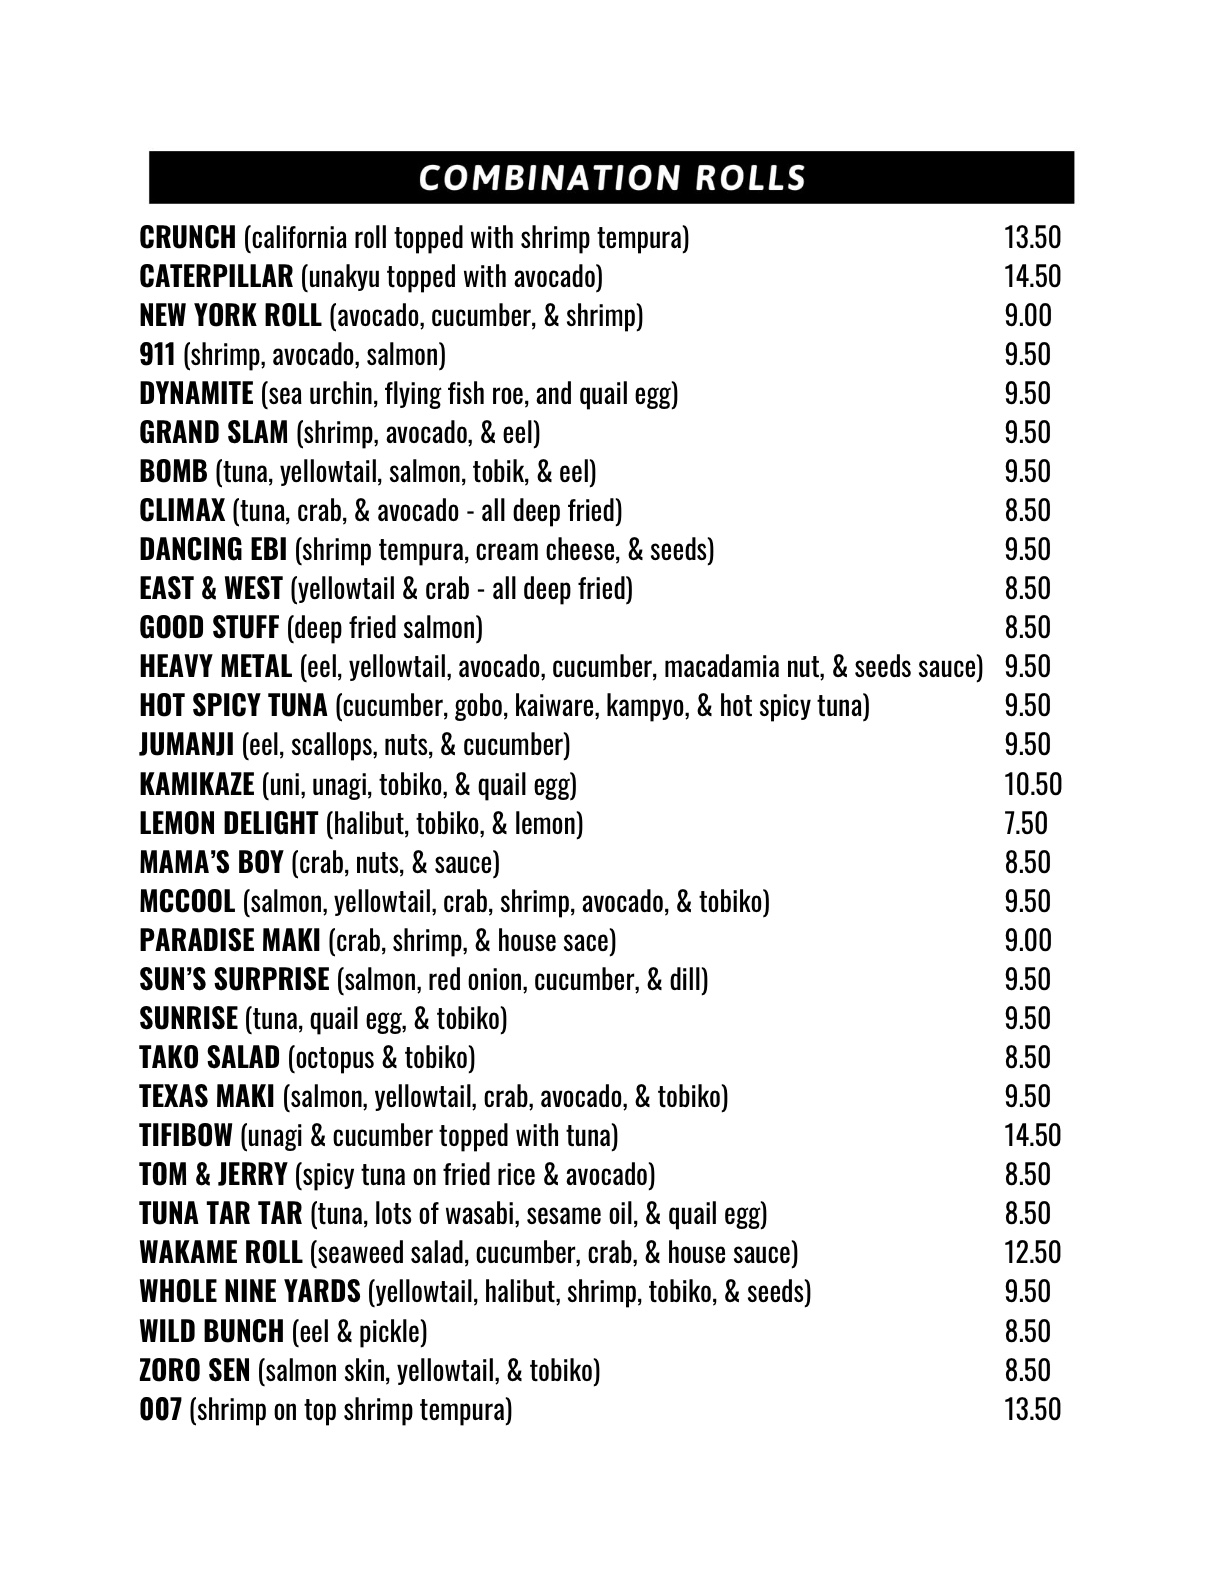 COMBINATION ROLLS
CRUNCH (california roll topped with shrimp tempura) 13.50
CATERPILLAR (unakyu topped with avocado) 14.50
NEW YORK ROLL (avocado, cucumber, & shrimp) 9.00
911 (shrimp, avocado, salmon) 9.50
DYNAMITE (sea urchin, flying fish roe, and quail egg) 9.50
GRAND SLAM (shrimp, avocado, & eel) 9.50
BOMB (tuna, yellowtail, salmon, tobik, & eel) 9.50
CLIMAX (tuna, crab, & avocado - all deep fried) 8.50
DANCING EBI (shrimp tempura, cream cheese, & seeds) 9.50
EAST & WEST (yellowtail & crab - all deep fried) 8.50
GOOD STUFF (deep fried salmon) 8.50
HEAVY METAL (eel, yellowtail, avocado, cucumber, macadamia nut, & seeds sauce) 9.50
HOT SPICY TUNA (cucumber, gobo, kaiware, kampyo, & hot spicy tuna) 9.50
JUMANJI (eel, scallops, nuts, & cucumber) 9.50
KAMIKAZE (uni, unagi, tobiko, & quail egg) 10.50
LEMON DELIGHT (halibut, tobiko, & lemon) 7.50
MAMA’S BOY (crab, nuts, & sauce) 8.50
MCCOOL (salmon, yellowtail, crab, shrimp, avocado, & tobiko) 9.50
PARADISE MAKI (crab, shrimp, & house sace) 9.00
SUN’S SURPRISE (salmon, red onion, cucumber, & dill) 9.50
SUNRISE (tuna, quail egg, & tobiko) 9.50
TAKO SALAD (octopus & tobiko) 8.50
TEXAS MAKI (salmon, yellowtail, crab, avocado, & tobiko) 9.50
TIFIBOW (unagi & cucumber topped with tuna) 14.50
TOM & JERRY (spicy tuna on fried rice & avocado) 8.50
TUNA TAR TAR (tuna, lots of wasabi, sesame oil, & quail egg) 8.50
WAKAME ROLL (seaweed salad, cucumber, crab, & house sauce) 12.50
WHOLE NINE YARDS (yellowtail, halibut, shrimp, tobiko, & seeds) 9.50
WILD BUNCH (eel & pickle) 8.50
ZORO SEN (salmon skin, yellowtail, & tobiko) 8.50
007 (shrimp on top shrimp tempura) 13.50